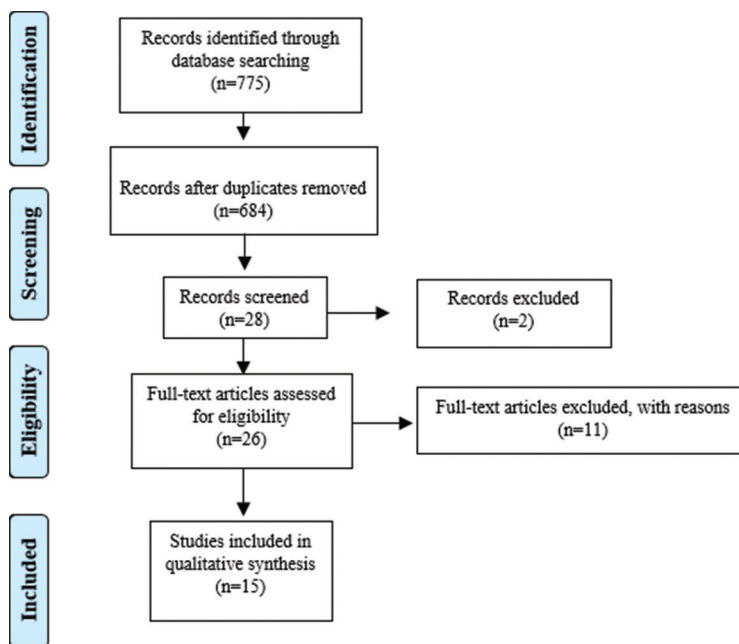 Identification
Records identified through
database searching
(n=775)
Records after duplicates removed
(n=684)
Screening
Records screened
(n=28)
Records excluded
(n=2)
Eligibility
Full-text articles assessed
for eligibility
(n=26)
Full-text articles excluded, with reasons
(n=11)
Included
Studies included in
qualitative synthesis
(n=15)